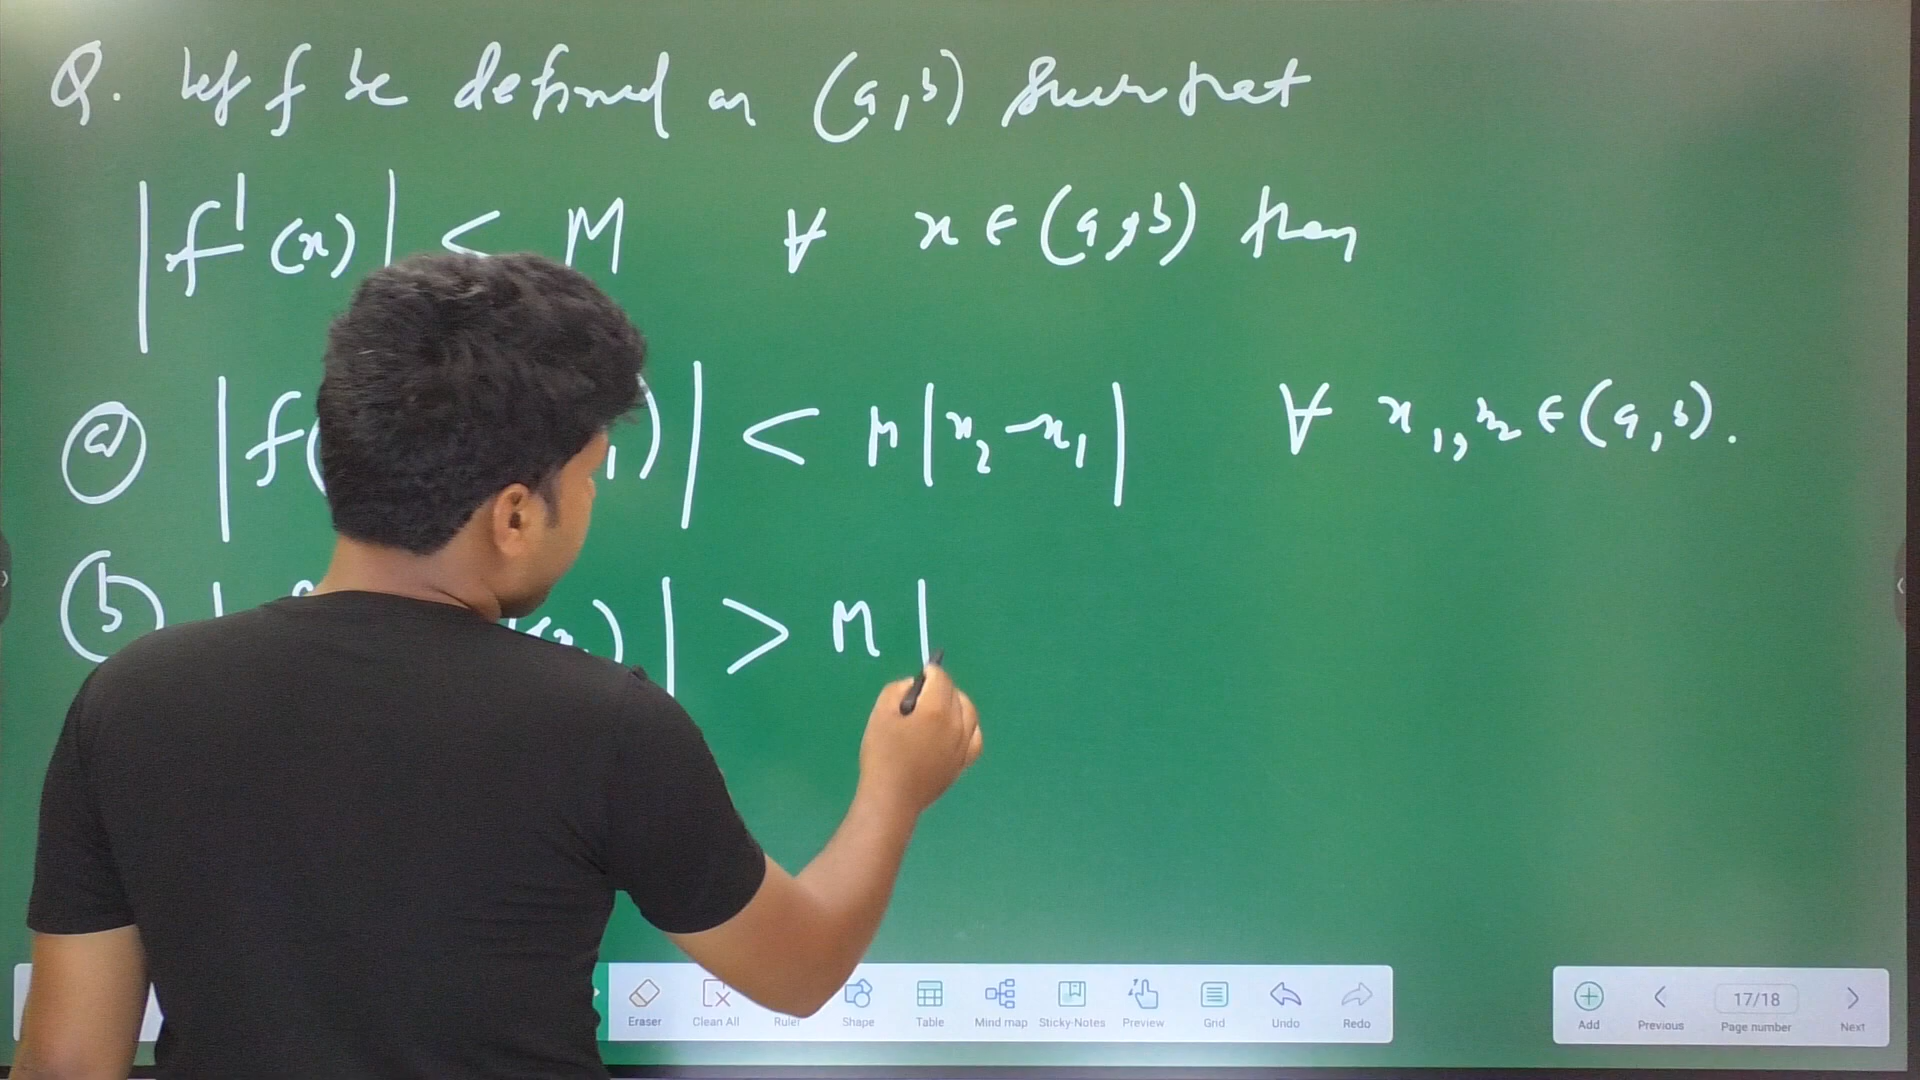 Q. Let f be defined on (a,b) such that
|f'(x)| < M ∀ x ∈ (a,b) then
(a) |f( 1)| < M|x₂-x₁| ∀ x₁,x₂ ∈ (a,b).
(b) | | > M|
Eraser Clean All Ruler Shape Table Mind map Sticky-Notes Preview Grid Undo Redo
Add Previous 17/18 Page number Next